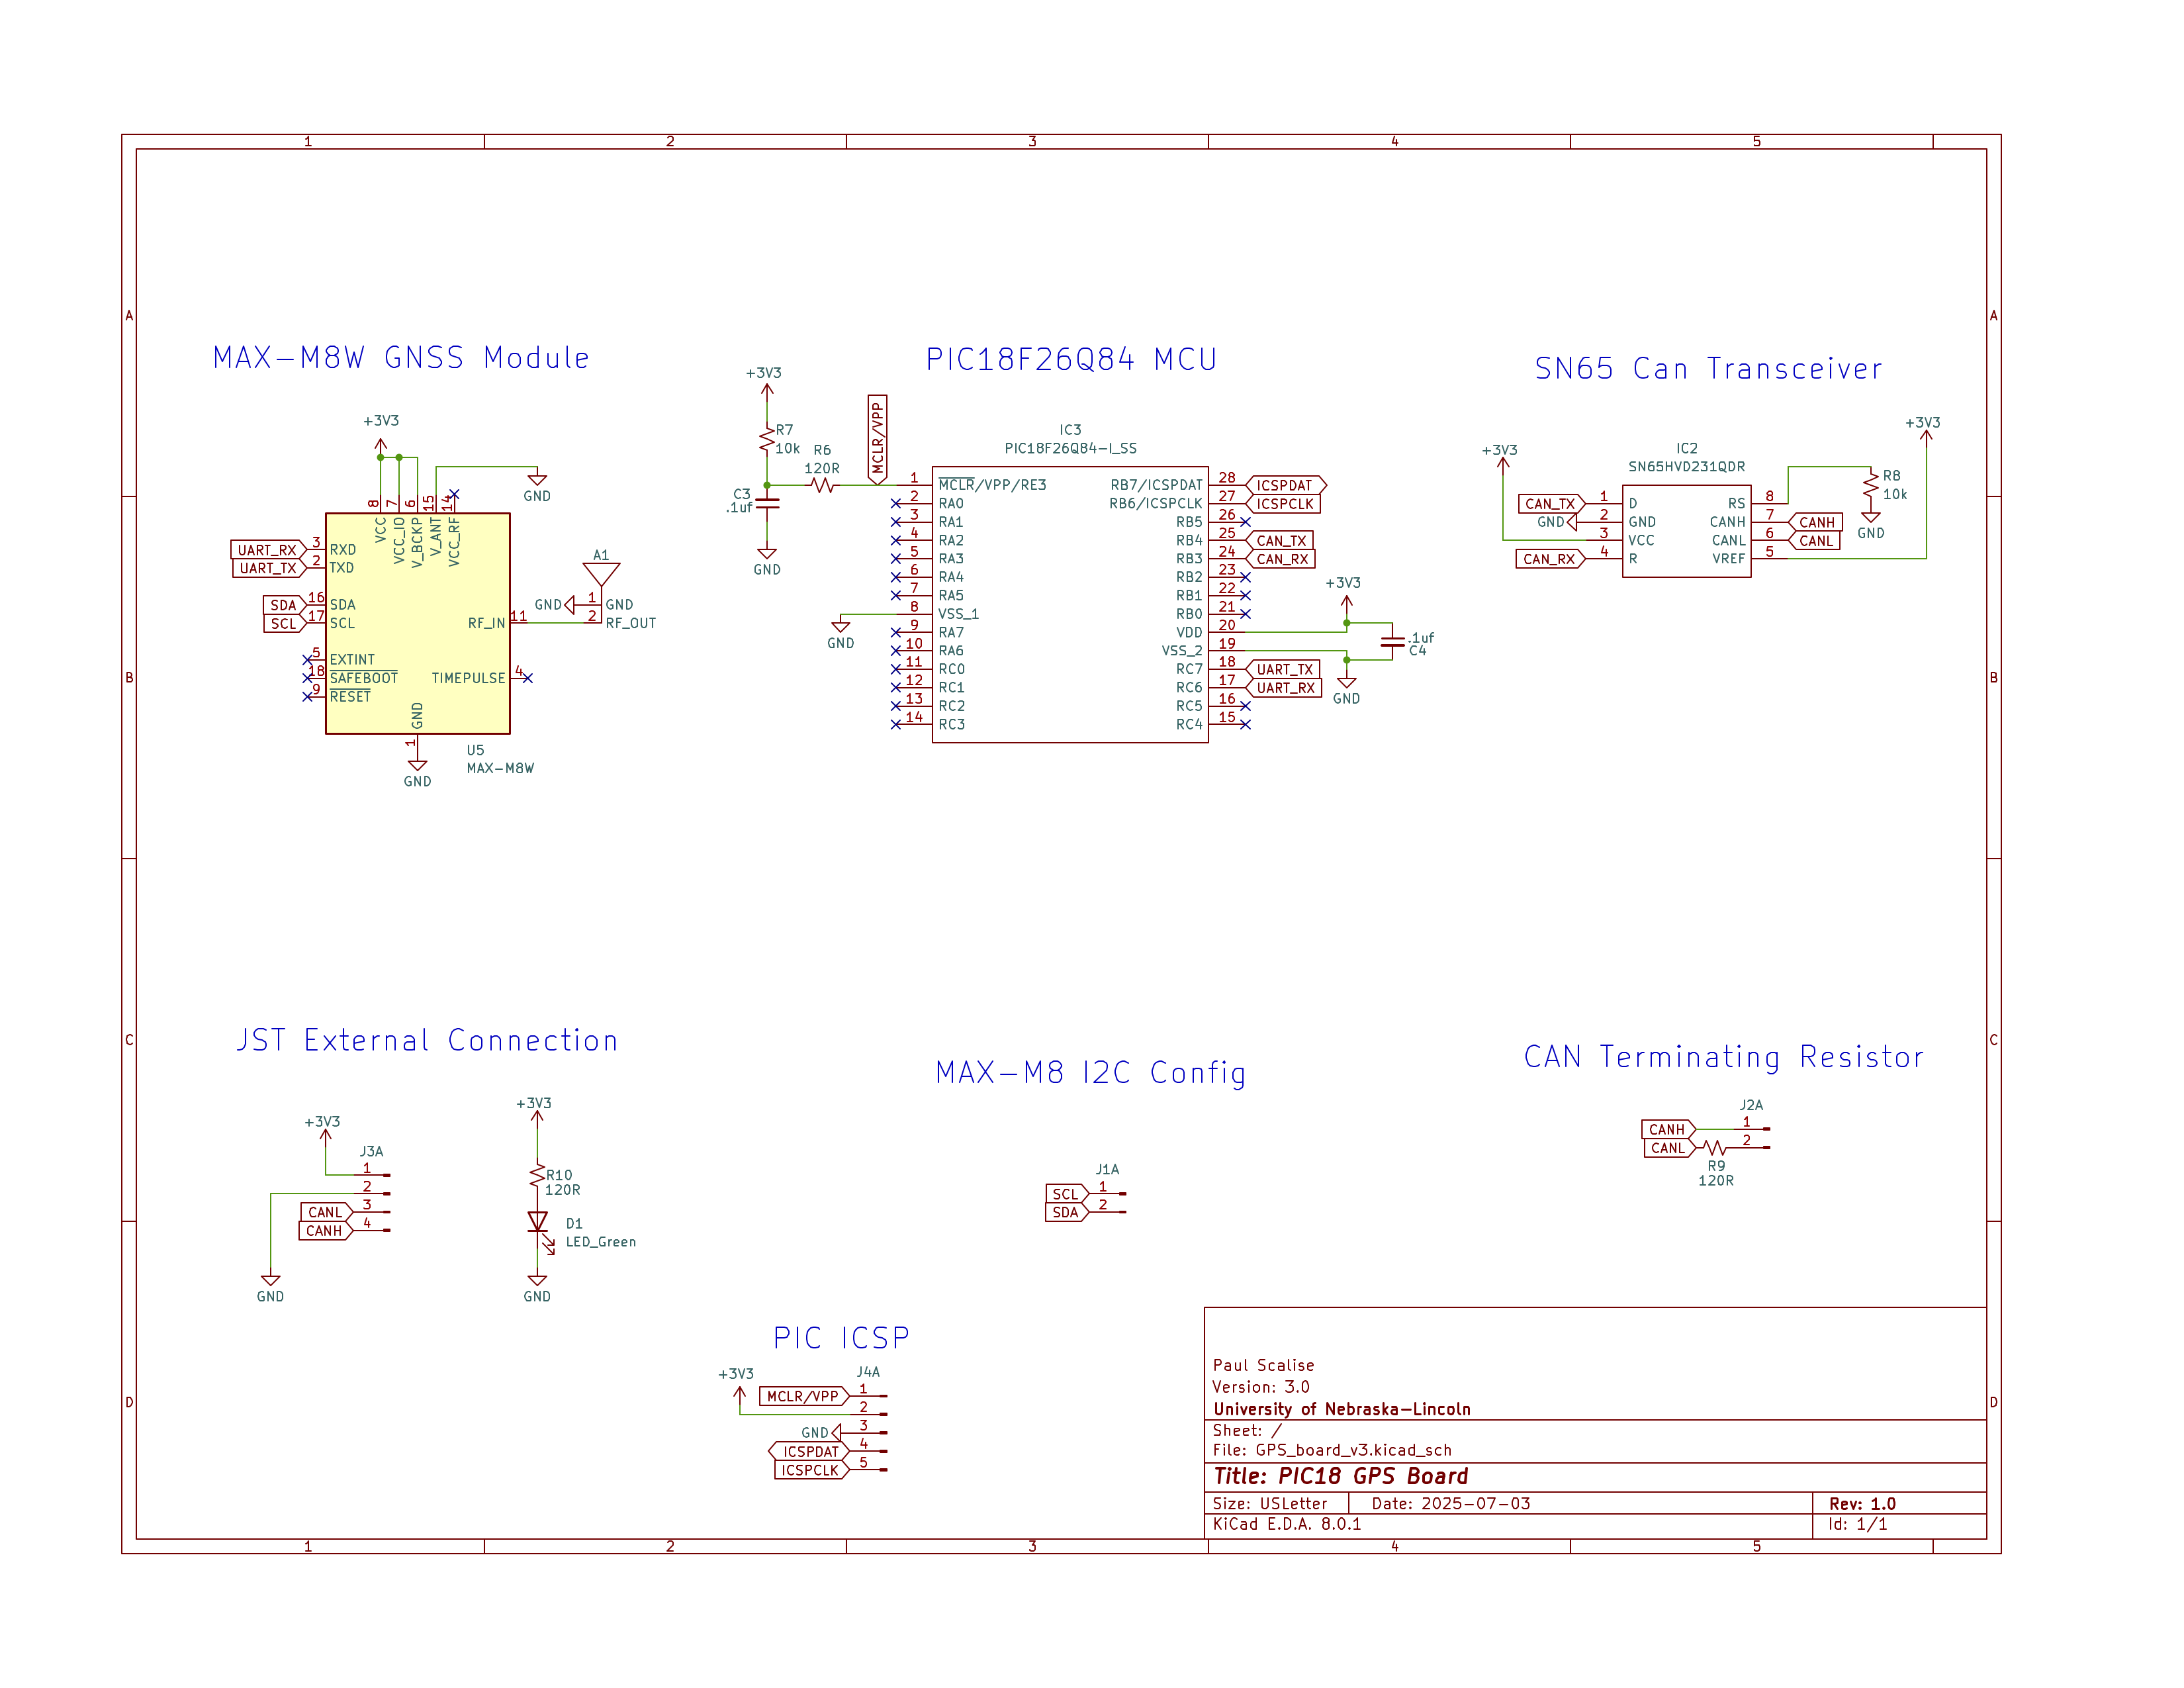 1 2 3 4 5
A A
MAX-M8W GNSS Module
PIC18F26Q84 MCU
SN65 Can Transceiver
+3V3
GND
8 7 6 15 14
VCC
VCC_IO
V_BCKP
V_ANT
VCC_RF
UART_RX 3 RXD
UART_TX 2 TXD
SDA 16 SDA
SCL 17 SCL
5 EXTINT
18 SAFEBOOT
9 RESET
RF_IN 11
TIMEPULSE 4
GND
1
GND
U5
MAX-M8W
A1
GND 1 GND
2 RF_OUT
+3V3
R7
10k
R6
120R
C3
.1uf
GND
MCLR/VPP
IC3
PIC18F26Q84-I_SS
1 MCLR/VPP/RE3
2 RA0
3 RA1
4 RA2
5 RA3
6 RA4
7 RA5
8 VSS_1
9 RA7
10 RA6
11 RC0
12 RC1
13 RC2
14 RC3
GND
RB7/ICSPDAT 28 ICSPDAT
RB6/ICSPCLK 27 ICSPCLK
RB5 26
RB4 25 CAN_TX
RB3 24 CAN_RX
RB2 23
RB1 22
RB0 21
VDD 20
VSS_2 19
RC7 18 UART_TX
RC6 17 UART_RX
RC5 16
RC4 15
+3V3
.1uf
C4
GND
+3V3
IC2
SN65HVD231QDR
CAN_TX 1 D
GND 2 GND
3 VCC
CAN_RX 4 R
RS 8
CANH 7 CANH
CANL 6 CANL
VREF 5
R8
10k
GND
+3V3
B B
C C
JST External Connection
+3V3
J3A
1
2
CANL 3
CANH 4
GND
+3V3
R10
120R
D1
LED_Green
GND
MAX-M8 I2C Config
J1A
SCL 1
SDA 2
CAN Terminating Resistor
J2A
CANH 1
CANL 2
R9
120R
PIC ICSP
+3V3
J4A
MCLR/VPP 1
2
GND 3
ICSPDAT 4
ICSPCLK 5
D D
Paul Scalise
Version: 3.0
University of Nebraska-Lincoln
Sheet: /
File: GPS_board_v3.kicad_sch
Title: PIC18 GPS Board
Size: USLetter Date: 2025-07-03 Rev: 1.0
KiCad E.D.A. 8.0.1 Id: 1/1
1 2 3 4 5